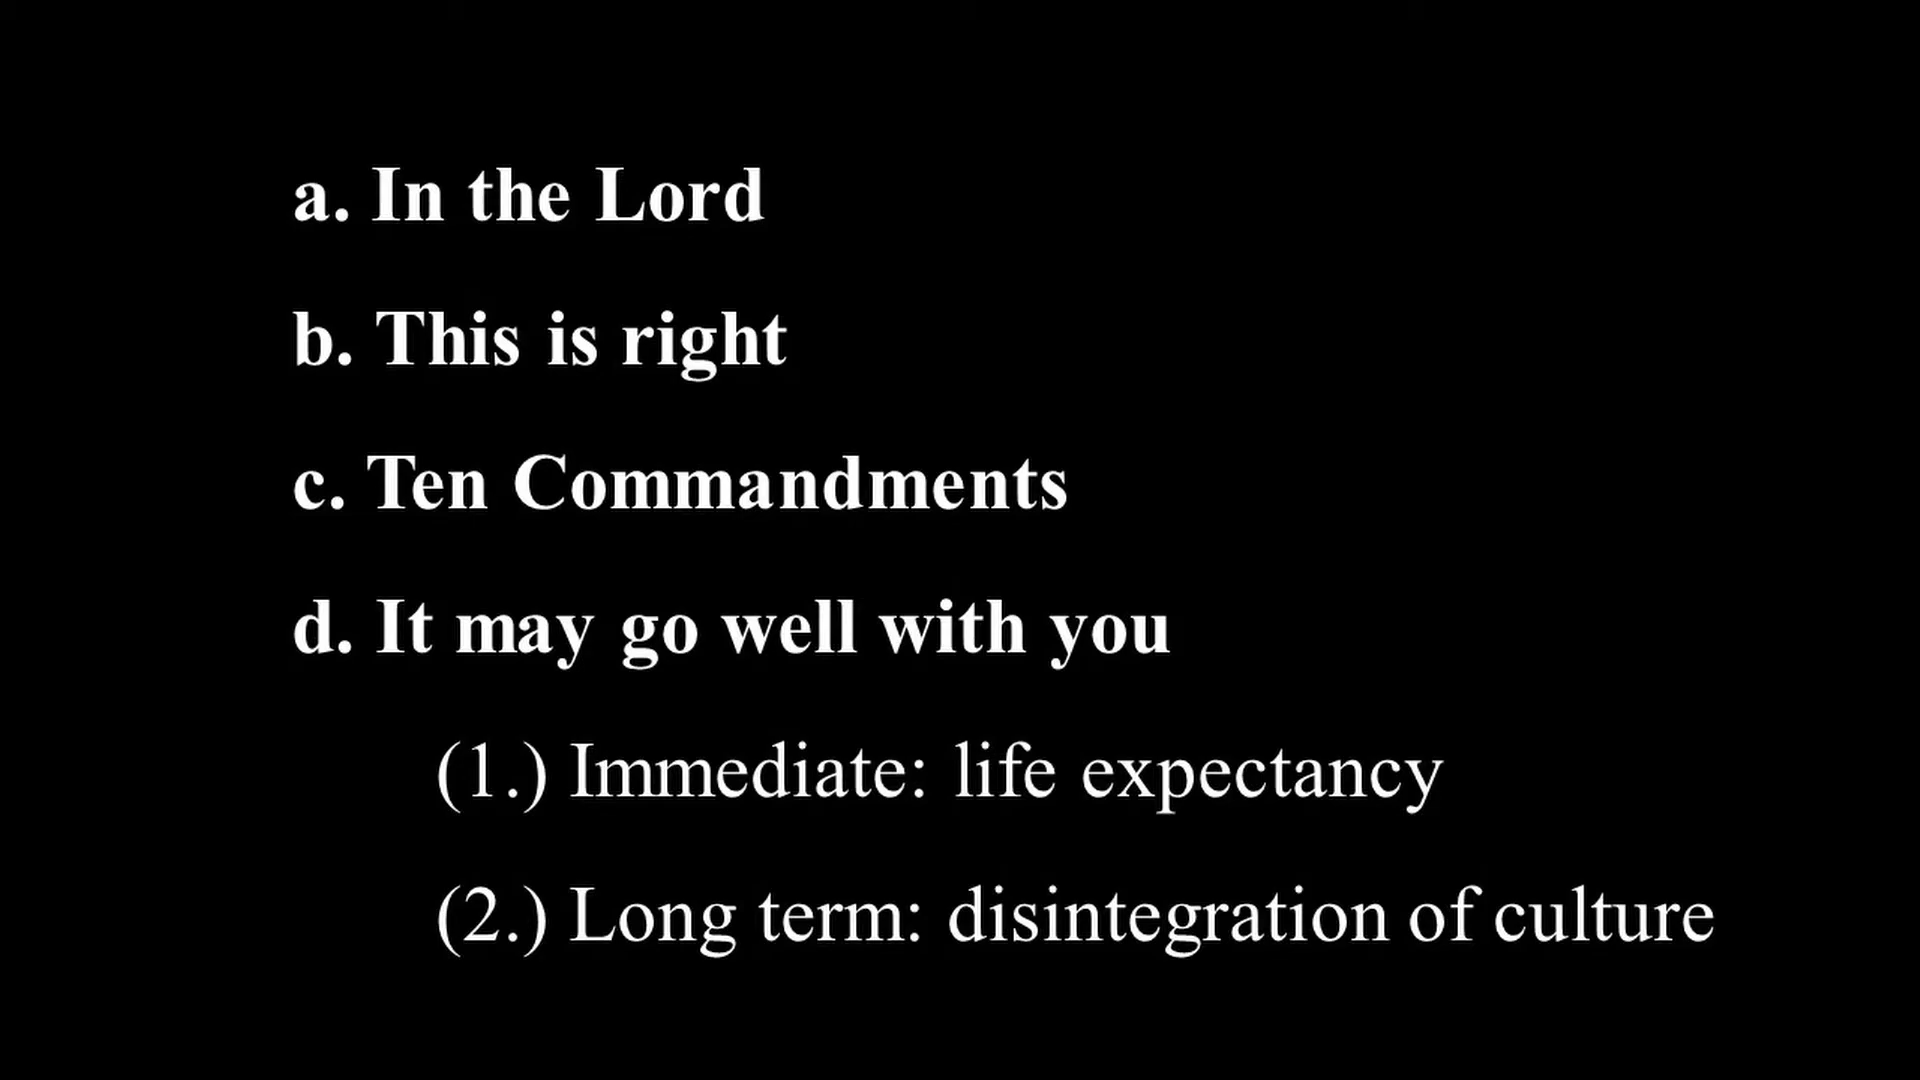 a. In the Lord
b. This is right
c. Ten Commandments
d. It may go well with you
(1.) Immediate: life expectancy
(2.) Long term: disintegration of culture